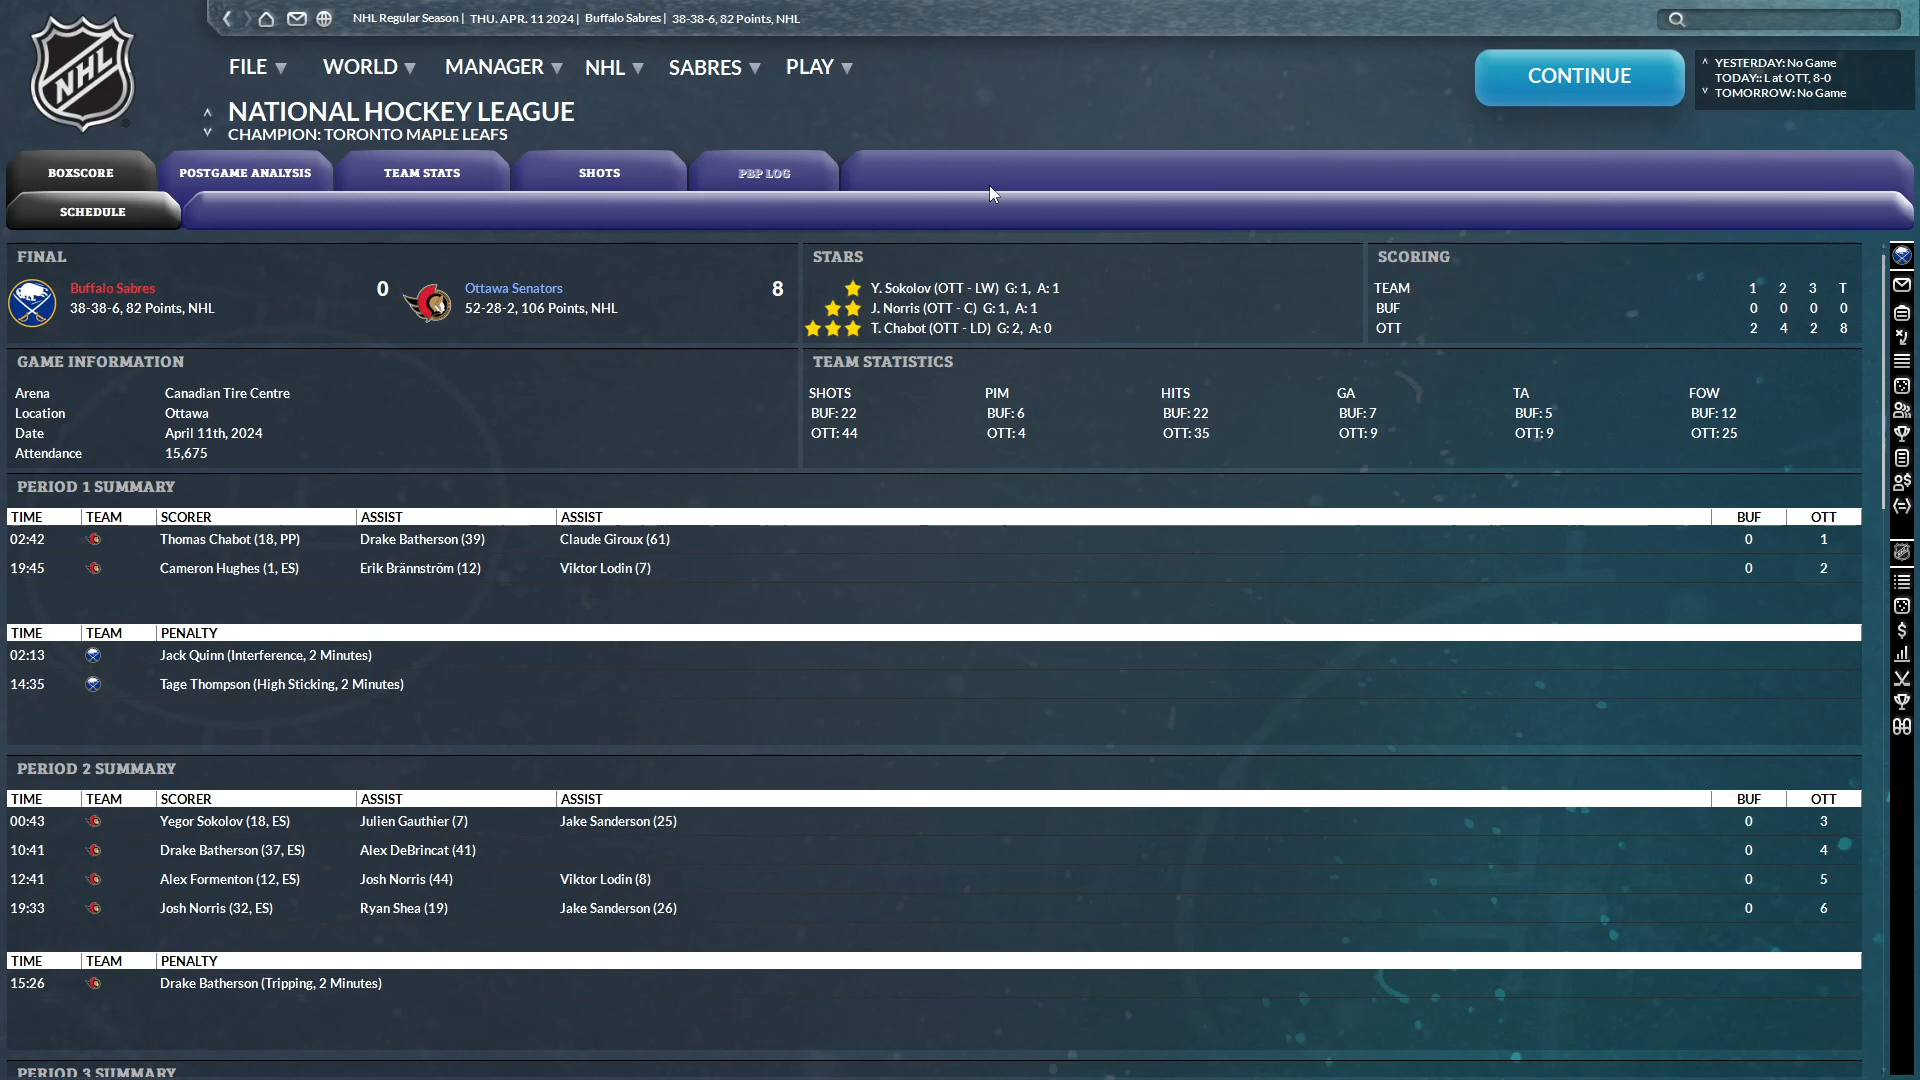 NHL Regular Season | THU. APR. 11 2024 | Buffalo Sabres | 38-38-6, 82 Points, NHL
NHL
FILE WORLD MANAGER NHL SABRES PLAY
CONTINUE
YESTERDAY: No Game
TODAY:: L at OTT, 8-0
TOMORROW: No Game
NATIONAL HOCKEY LEAGUE
CHAMPION: TORONTO MAPLE LEAFS
BOXSCORE POSTGAME ANALYSIS TEAM STATS SHOTS PBP LOG
SCHEDULE
FINAL
Buffalo Sabres 0 Ottawa Senators 8
38-38-6, 82 Points, NHL 52-28-2, 106 Points, NHL
STARS
Y. Sokolov (OTT - LW) G: 1, A: 1
J. Norris (OTT - C) G: 1, A: 1
T. Chabot (OTT - LD) G: 2, A: 0
SCORING
TEAM 1 2 3 T
BUF 0 0 0 0
OTT 2 4 2 8
GAME INFORMATION
Arena Canadian Tire Centre
Location Ottawa
Date April 11th, 2024
Attendance 15,675
TEAM STATISTICS
SHOTS PIM HITS GA TA FOW
BUF: 22 BUF: 6 BUF: 22 BUF: 7 BUF: 5 BUF: 12
OTT: 44 OTT: 4 OTT: 35 OTT: 9 OTT: 9 OTT: 25
PERIOD 1 SUMMARY
TIME TEAM SCORER ASSIST ASSIST BUF OTT
02:42 Thomas Chabot (18, PP) Drake Batherson (39) Claude Giroux (61) 0 1
19:45 Cameron Hughes (1, ES) Erik Brännström (12) Viktor Lodin (7) 0 2
TIME TEAM PENALTY
02:13 Jack Quinn (Interference, 2 Minutes)
14:35 Tage Thompson (High Sticking, 2 Minutes)
PERIOD 2 SUMMARY
TIME TEAM SCORER ASSIST ASSIST BUF OTT
00:43 Yegor Sokolov (18, ES) Julien Gauthier (7) Jake Sanderson (25) 0 3
10:41 Drake Batherson (37, ES) Alex DeBrincat (41) 0 4
12:41 Alex Formenton (12, ES) Josh Norris (44) Viktor Lodin (8) 0 5
19:33 Josh Norris (32, ES) Ryan Shea (19) Jake Sanderson (26) 0 6
TIME TEAM PENALTY
15:26 Drake Batherson (Tripping, 2 Minutes)
PERIOD 3 SUMMARY